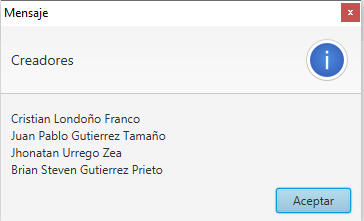 Mensaje
x
Creadores
i
Cristian Londoño Franco
Juan Pablo Gutierrez Tamaño
Jhonatan Urrego Zea
Brian Steven Gutierrez Prieto
Aceptar